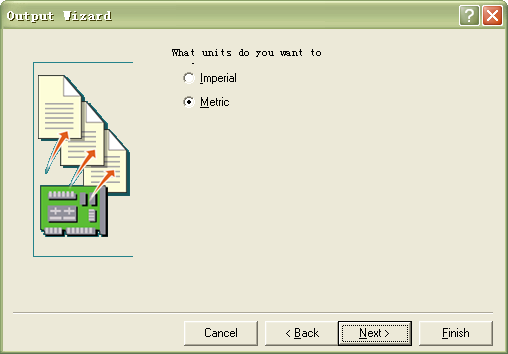 Output Wizard
What units do you want to
Imperial
Metric
Cancel
< Back
Next >
Finish